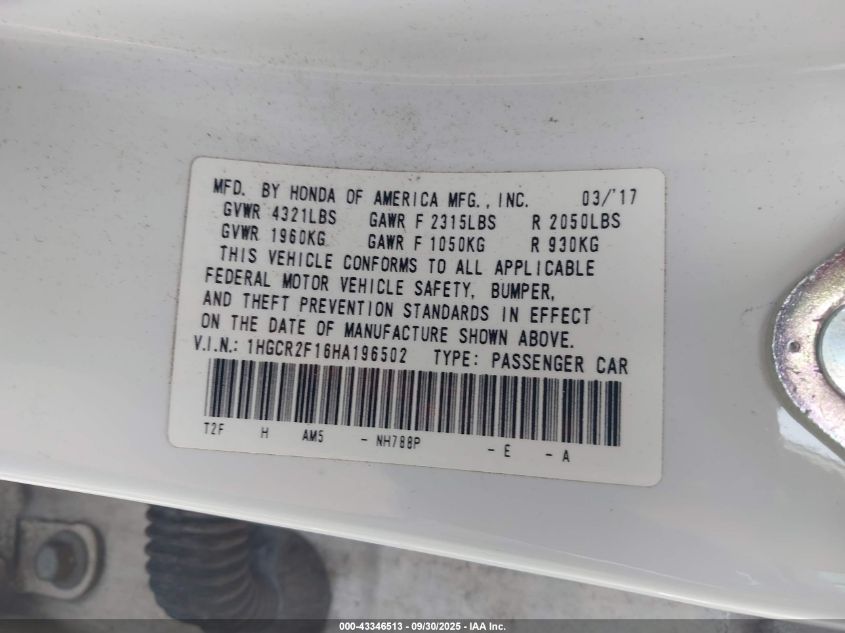 MFD. BY HONDA OF AMERICA MFG., INC. 03/'17
GVWR 4321LBS GAWR F 2315LBS R 2050LBS
GVWR 1960KG GAWR F 1050KG R 930KG
THIS VEHICLE CONFORMS TO ALL APPLICABLE
FEDERAL MOTOR VEHICLE SAFETY, BUMPER,
AND THEFT PREVENTION STANDARDS IN EFFECT
ON THE DATE OF MANUFACTURE SHOWN ABOVE.
V.I.N.: 1HGCR2F16HA196502 TYPE: PASSENGER CAR
T2F H AM5 - NH788P - E - A
000-43346513 - 09/30/2025 - IAA Inc.